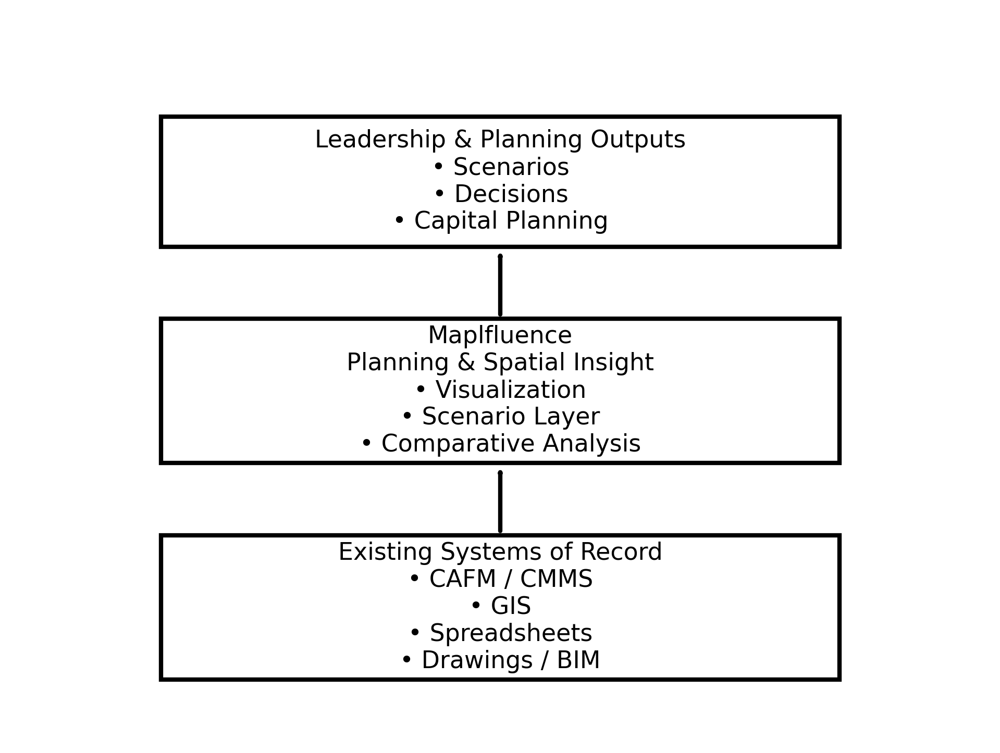 Leadership & Planning Outputs
• Scenarios
• Decisions
• Capital Planning
Maplfluence
Planning & Spatial Insight
• Visualization
• Scenario Layer
• Comparative Analysis
Existing Systems of Record
• CAFM / CMMS
• GIS
• Spreadsheets
• Drawings / BIM